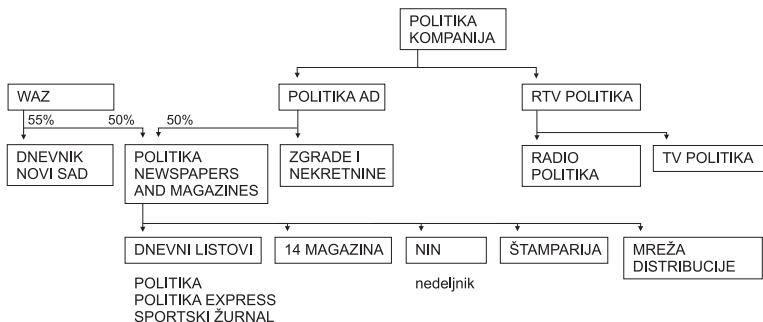 POLITIKA
KOMPANIJA
WAZ
POLITIKA AD
RTV POLITIKA
55%
50%
50%
DNEVNIK
NOVI SAD
POLITIKA
NEWSPAPERS
AND MAGAZINES
ZGRADE I
NEKRETNINE
RADIO
POLITIKA
TV POLITIKA
DNEVNI LISTOVI
14 MAGAZINA
NIN
ŠTAMPARIJA
MREŽA
DISTRIBUCIJE
POLITIKA
POLITIKA EXPRESS
SPORTSKI ŽURNAL
nedeljnik